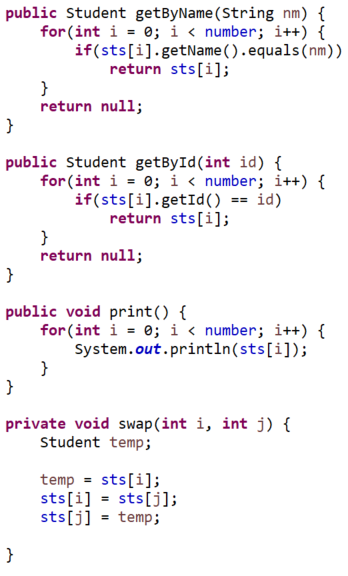 public Student getByName(String nm) {
    for(int i = 0; i < number; i++) {
        if(sts[i].getName().equals(nm))
            return sts[i];
    }
    return null;
}

public Student getById(int id) {
    for(int i = 0; i < number; i++) {
        if(sts[i].getId() == id)
            return sts[i];
    }
    return null;
}

public void print() {
    for(int i = 0; i < number; i++) {
        System.out.println(sts[i]);
    }
}

private void swap(int i, int j) {
    Student temp;

    temp = sts[i];
    sts[i] = sts[j];
    sts[j] = temp;

}